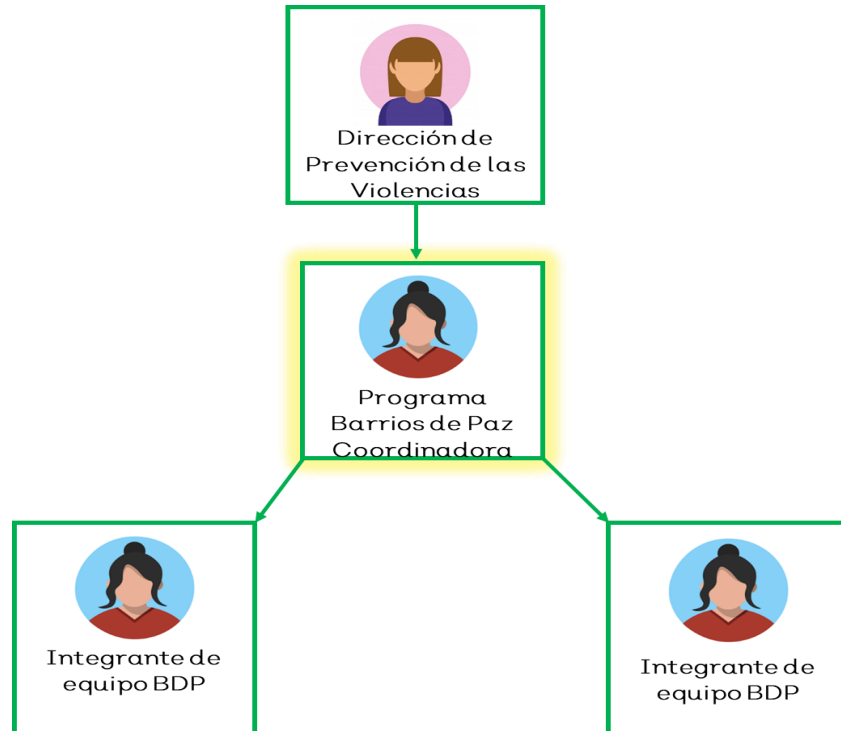 Dirección de
Prevención de las
Violencias
Programa
Barrios de Paz
Coordinadora
Integrante de
equipo BDP
Integrante de
equipo BDP